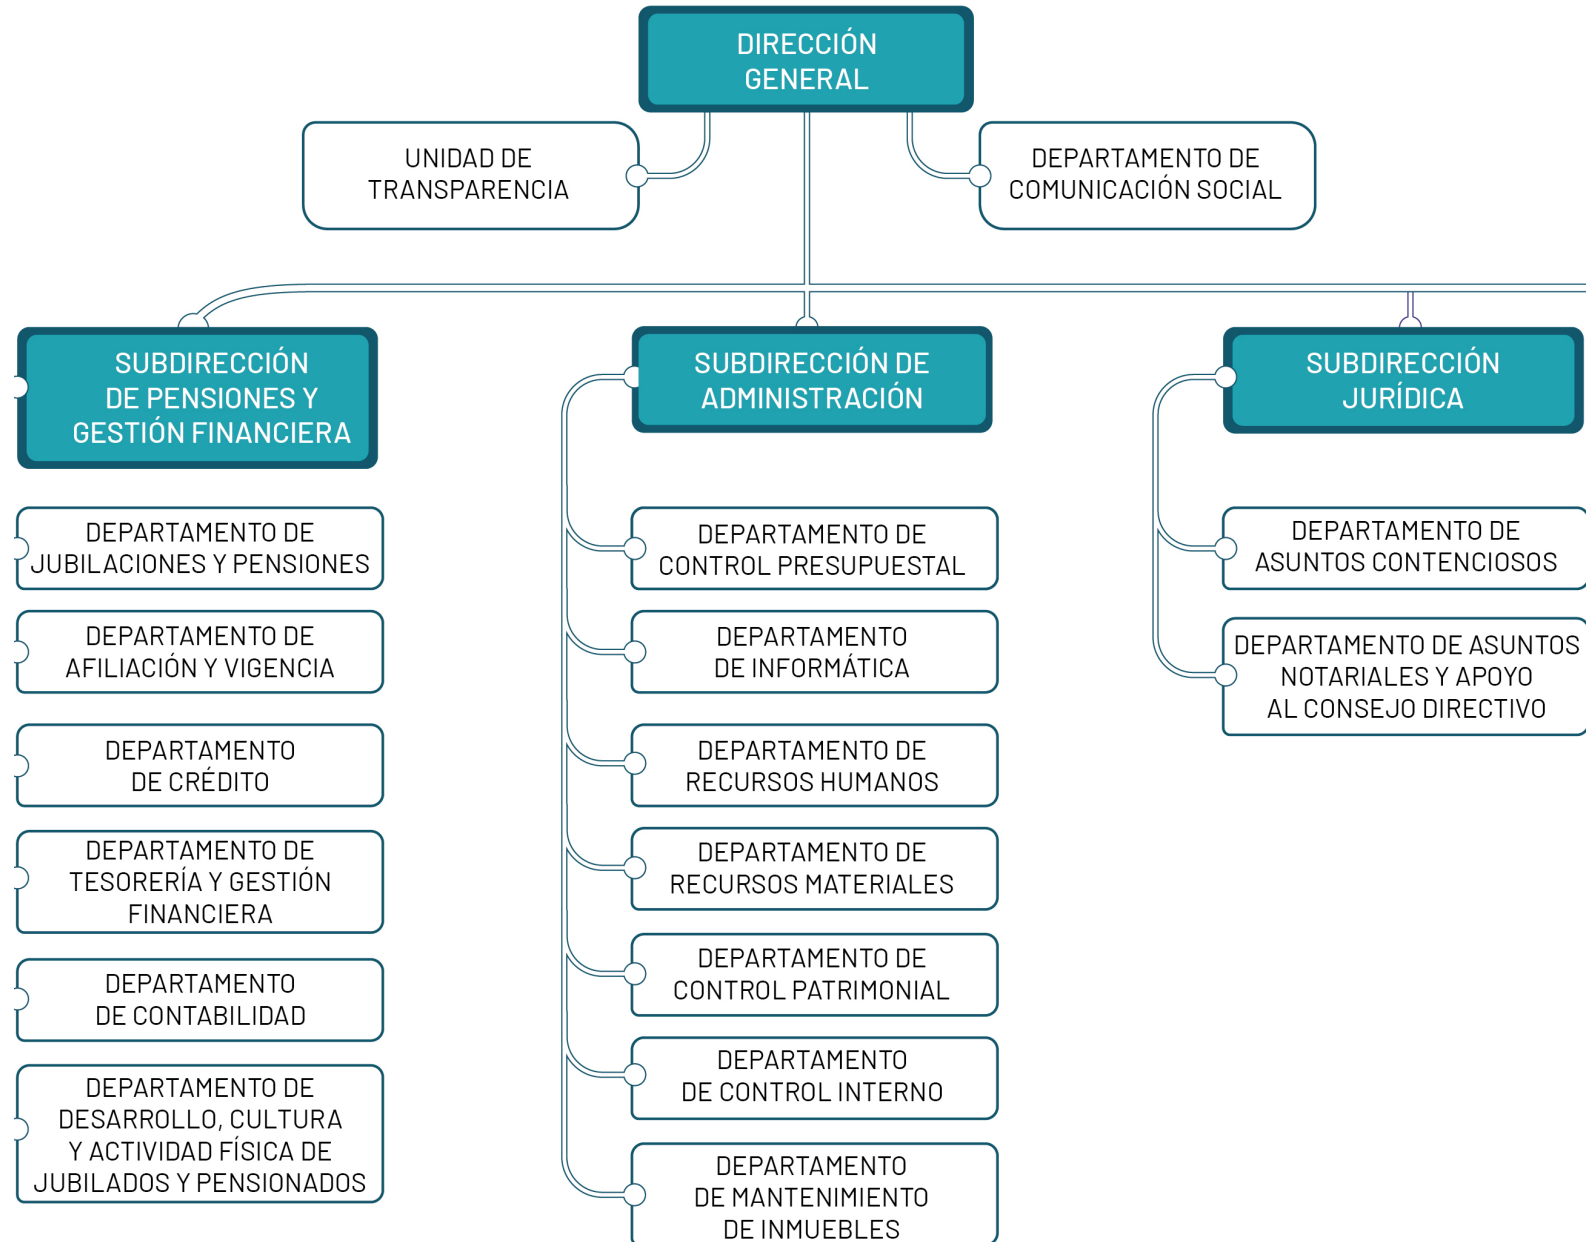 DIRECCIÓN
GENERAL
UNIDAD DE
TRANSPARENCIA
DEPARTAMENTO DE
COMUNICACIÓN SOCIAL
SUBDIRECCIÓN
DE PENSIONES Y
GESTIÓN FINANCIERA
DEPARTAMENTO DE
JUBILACIONES Y PENSIONES
DEPARTAMENTO DE
AFILIACIÓN Y VIGENCIA
DEPARTAMENTO
DE CRÉDITO
DEPARTAMENTO DE
TESORERÍA Y GESTIÓN
FINANCIERA
DEPARTAMENTO
DE CONTABILIDAD
DEPARTAMENTO DE
DESARROLLO, CULTURA
Y ACTIVIDAD FÍSICA DE
JUBILADOS Y PENSIONADOS
SUBDIRECCIÓN DE
ADMINISTRACIÓN
DEPARTAMENTO DE
CONTROL PRESUPUESTAL
DEPARTAMENTO
DE INFORMÁTICA
DEPARTAMENTO DE
RECURSOS HUMANOS
DEPARTAMENTO DE
RECURSOS MATERIALES
DEPARTAMENTO DE
CONTROL PATRIMONIAL
DEPARTAMENTO
DE CONTROL INTERNO
DEPARTAMENTO
DE MANTENIMIENTO
DE INMUEBLES
SUBDIRECCIÓN
JURÍDICA
DEPARTAMENTO DE
ASUNTOS CONTENCIOSOS
DEPARTAMENTO DE ASUNTOS
NOTARIALES Y APOYO
AL CONSEJO DIRECTIVO